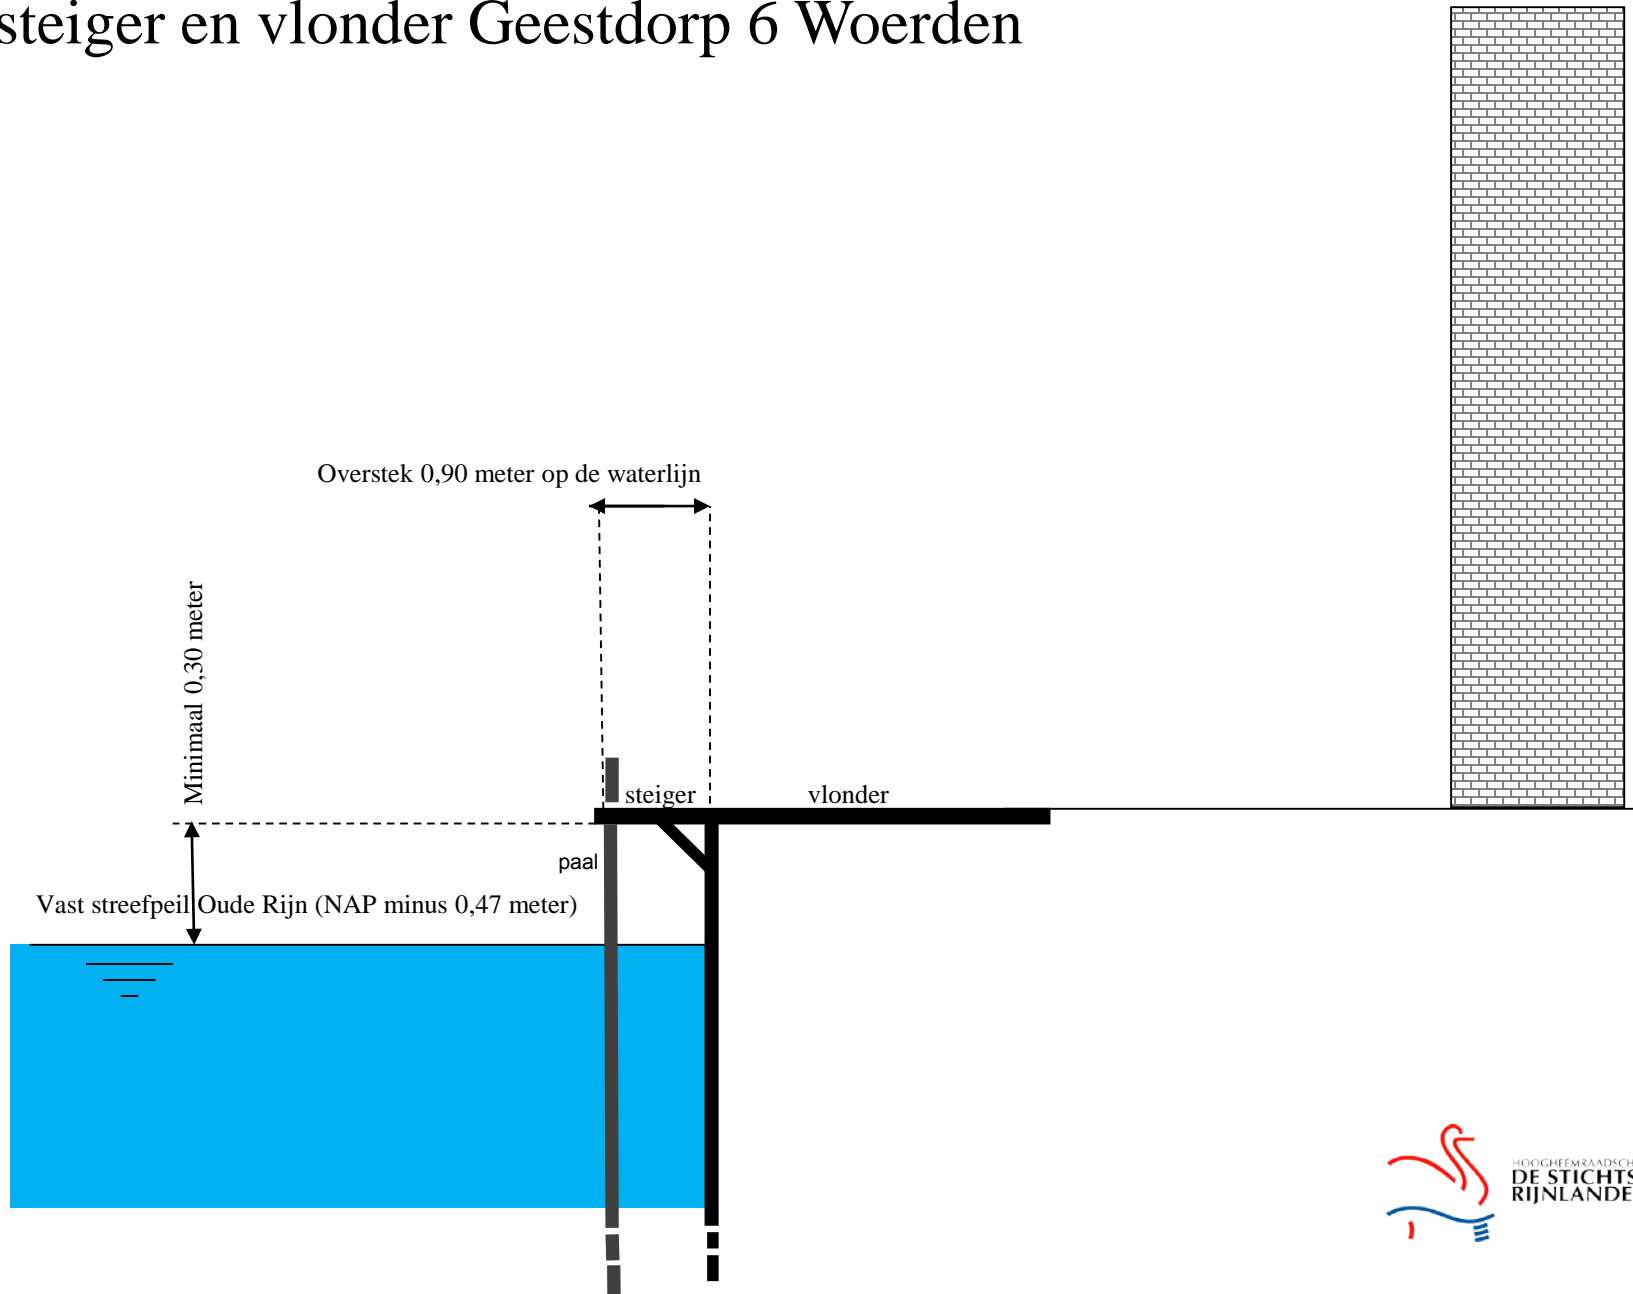 steiger en vlonder Geestdorp 6 Woerden
Overstek 0,90 meter op de waterlijn
Minimaal 0,30 meter
steiger vlonder
paal
Vast streefpeil Oude Rijn (NAP minus 0,47 meter)
HOOGHEEMRAADSCH
DE STICHTS
RIJNLANDE